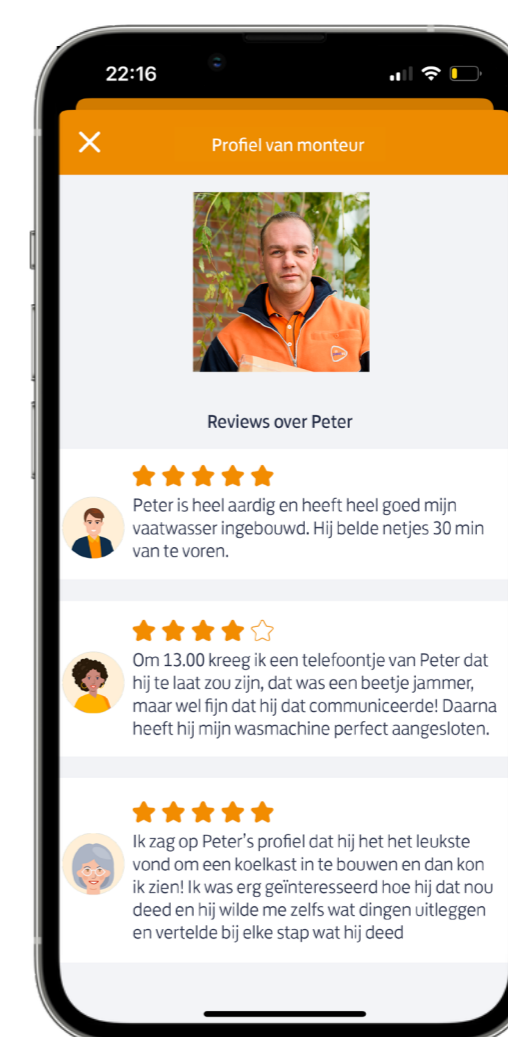 22:16
Profiel van monteur
Reviews over Peter
Peter is heel aardig en heeft heel goed mijn
vaatwasser ingebouwd. Hij belde netjes 30 min
van te voren.
Om 13.00 kreeg ik een telefoontje van Peter dat
hij te laat zou zijn, dat was een beetje jammer,
maar wel fijn dat hij dat communiceerde! Daarna
heeft hij mijn wasmachine perfect aangesloten.
Ik zag op Peter's profiel dat hij het het leukste
vond om een koelkast in te bouwen en dan kon
ik zien! Ik was erg geïnteresseerd hoe hij dat nou
deed en hij wilde me zelfs wat dingen uitleggen
en vertelde bij elke stap wat hij deed